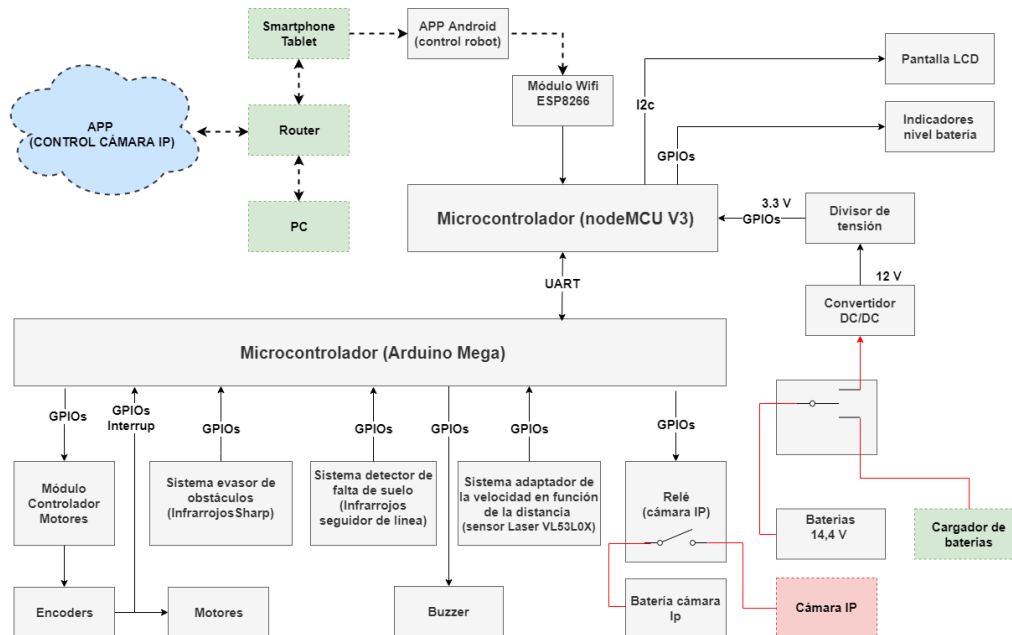 Smartphone
Tablet
APP Android
(control robot)
Pantalla LCD
Módulo Wifi
ESP8266
I2c
APP
(CONTROL CÁMARA IP)
Router
Indicadores
nivel batería
GPIOs
PC
Microcontrolador (nodeMCU V3)
3.3 V
GPIOs
Divisor de
tensión
UART
12 V
Convertidor
DC/DC
Microcontrolador (Arduino Mega)
GPIOs
GPIOs
Interrup
GPIOs
GPIOs
GPIOs
GPIOs
GPIOs
Módulo
Controlador
Motores
Sistema evasor de
obstáculos
(Infrarrojos Sharp)
Sistema detector de
falta de suelo
(Infrarrojos
seguidor de linea)
Sistema adaptador de
la velocidad en función
de la distancia
(sensor Laser VL53L0X)
Relé
(cámara IP)
Baterias
14,4 V
Cargador de
baterias
Encoders
Motores
Buzzer
Batería cámara
Ip
Cámara IP